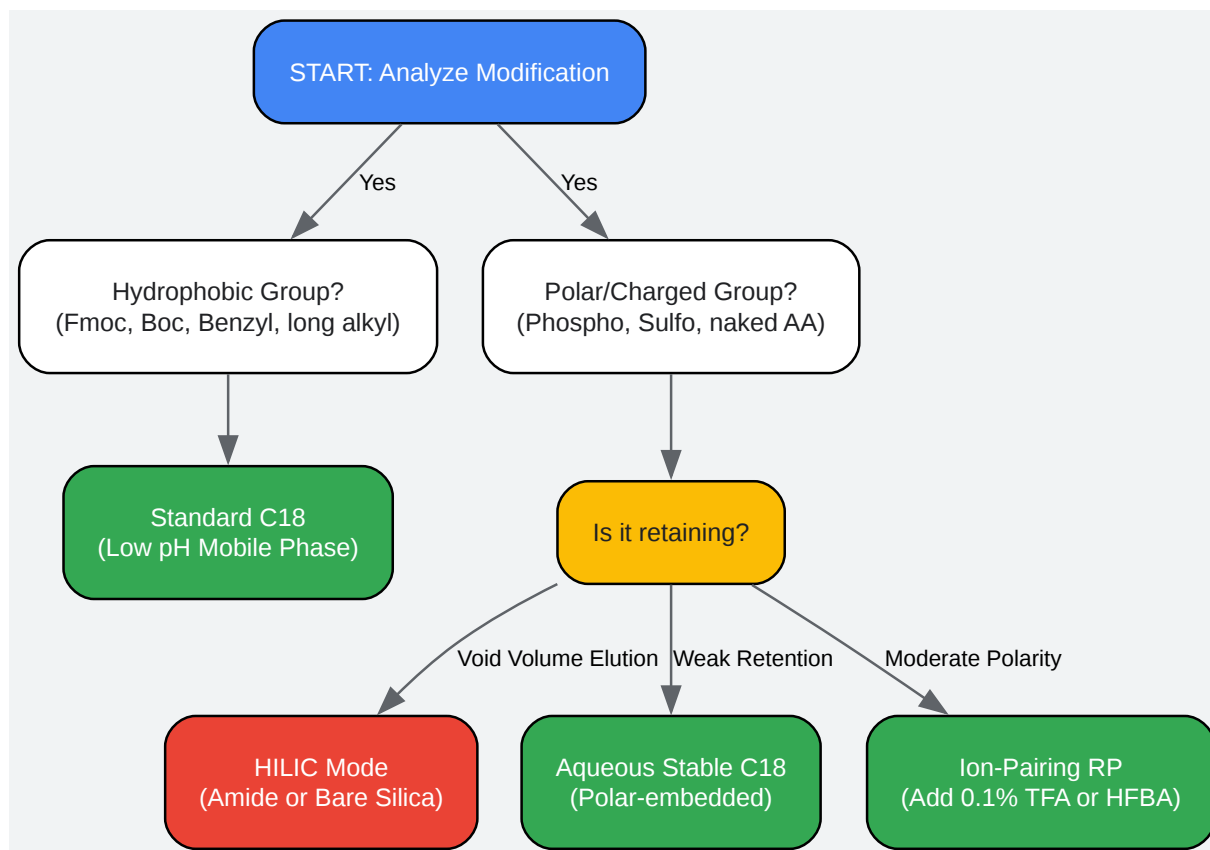 START: Analyze Modification
Yes
Yes
Hydrophobic Group?
(Fmoc, Boc, Benzyl, long alkyl)
Polar/Charged Group?
(Phospho, Sulfo, naked AA)
Standard C18
(Low pH Mobile Phase)
Is it retaining?
Void Volume Elution
Weak Retention
Moderate Polarity
HILIC Mode
(Amide or Bare Silica)
Aqueous Stable C18
(Polar-embedded)
Ion-Pairing RP
(Add 0.1% TFA or HFBA)